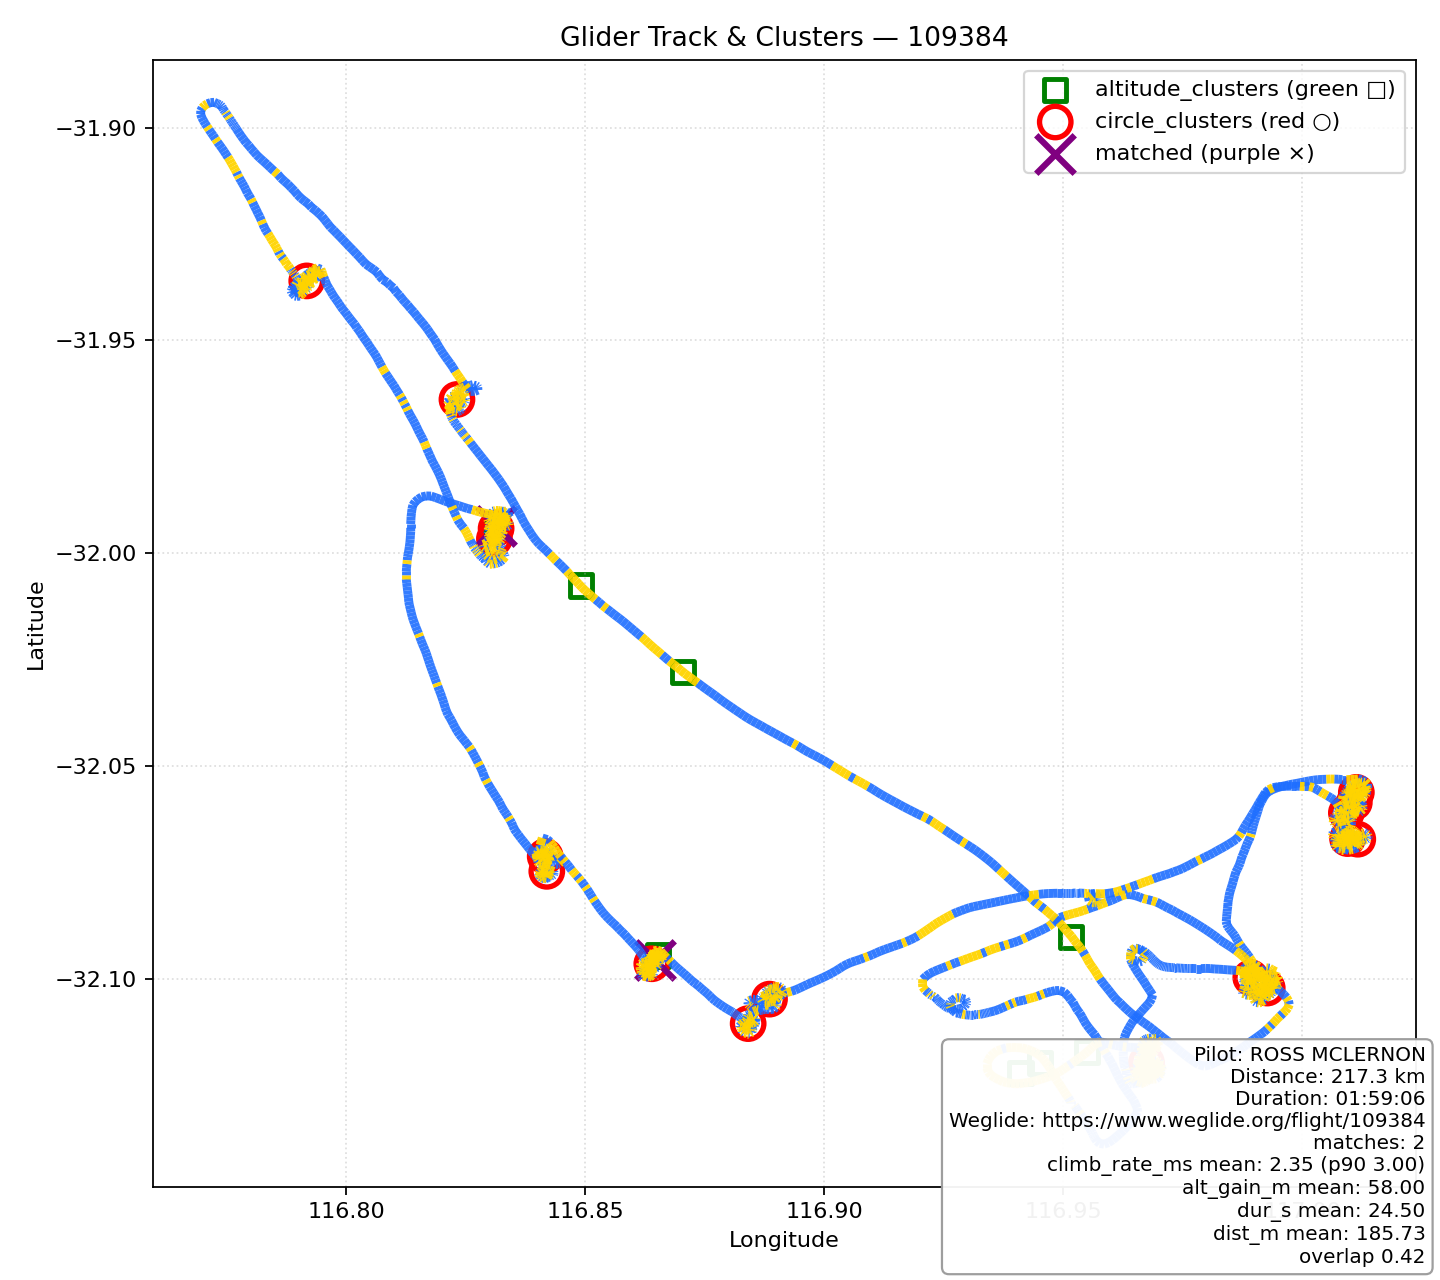 Glider Track & Clusters — 109384
altitude_clusters (green □)
circle_clusters (red ○)
matched (purple ×)
−31.90
−31.95
−32.00
−32.05
−32.10
Latitude
116.80
116.85
116.90
116.95
Longitude
Pilot: ROSS MCLERNON
Distance: 217.3 km
Duration: 01:59:06
Weglide: https://www.weglide.org/flight/109384
matches: 2
climb_rate_ms mean: 2.35 (p90 3.00)
alt_gain_m mean: 58.00
dur_s mean: 24.50
dist_m mean: 185.73
overlap 0.42